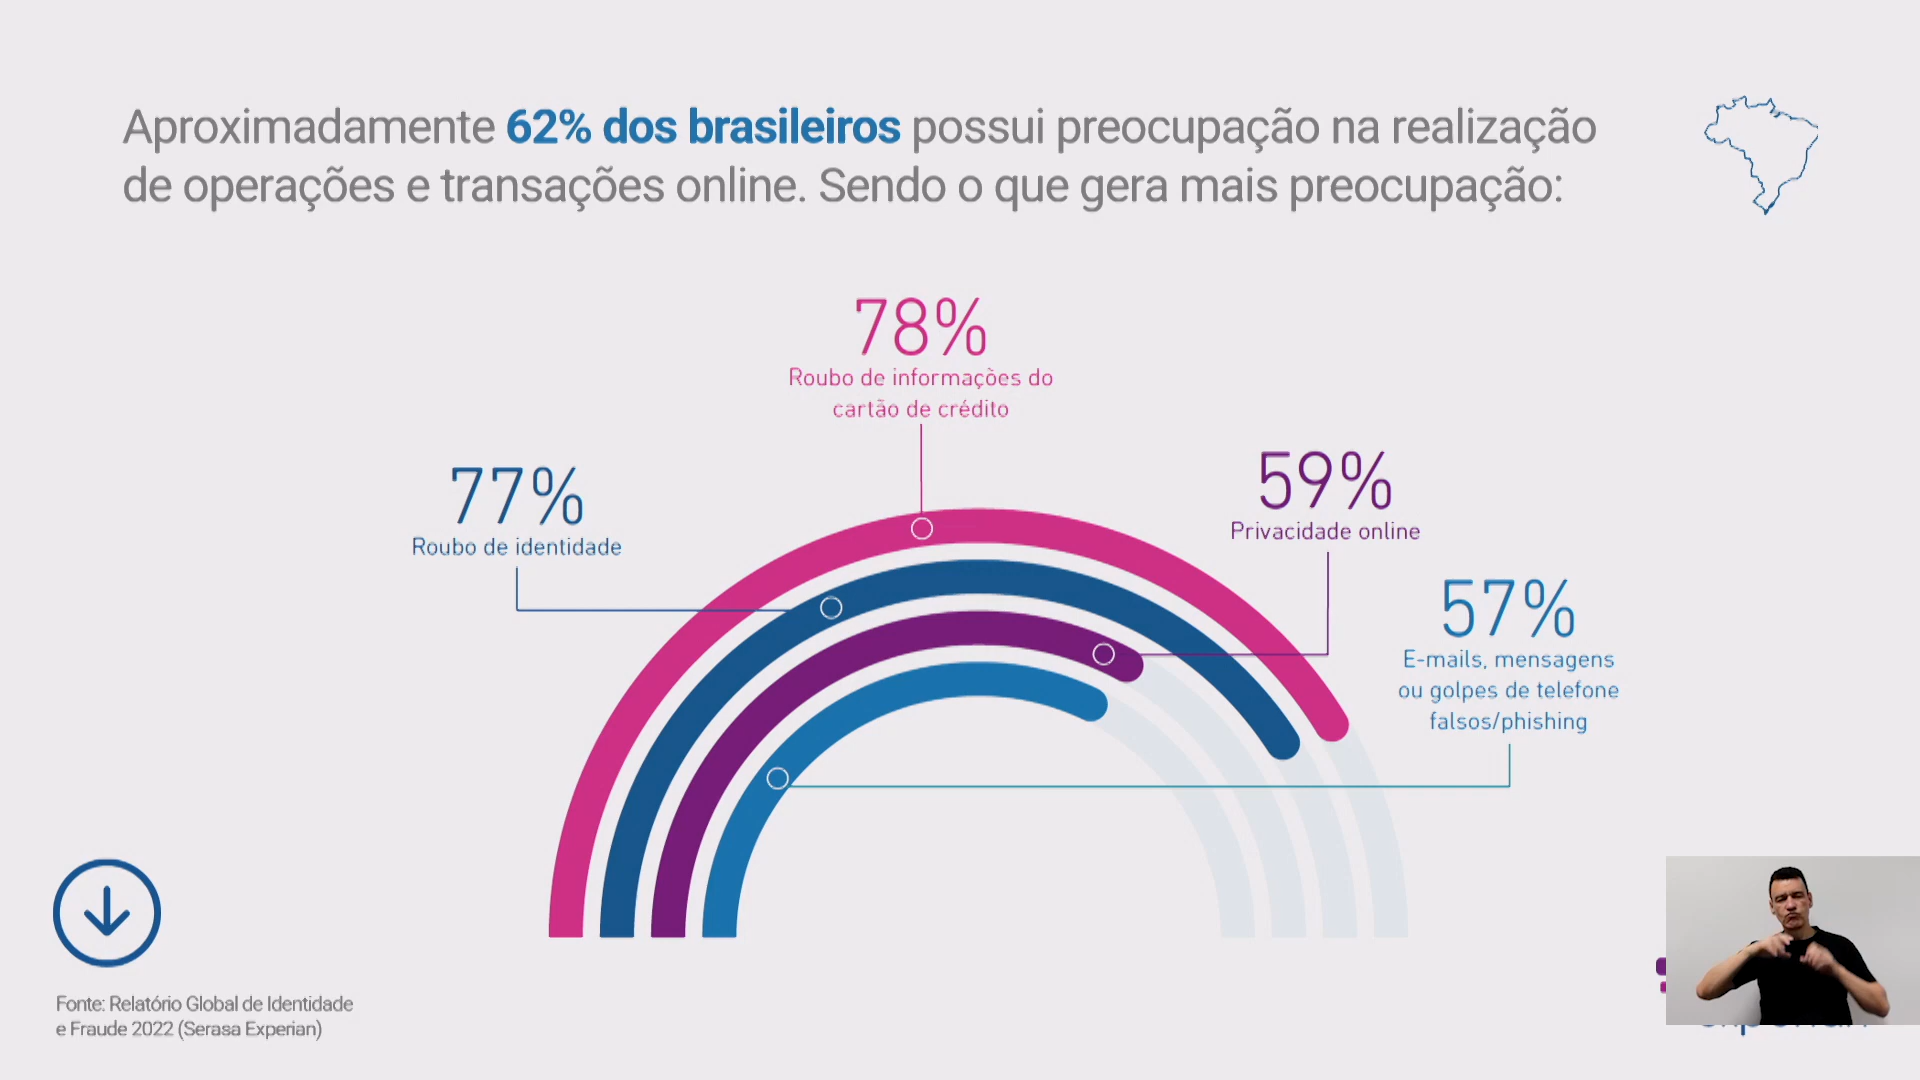 Aproximadamente 62% dos brasileiros possui preocupação na realização
de operações e transações online. Sendo o que gera mais preocupação:
78%
Roubo de informações do
cartão de crédito
77%
Roubo de identidade
59%
Privacidade online
57%
E-mails, mensagens
ou golpes de telefone
falsos/phishing
Fonte: Relatório Global de Identidade
e Fraude 2022 (Serasa Experian)